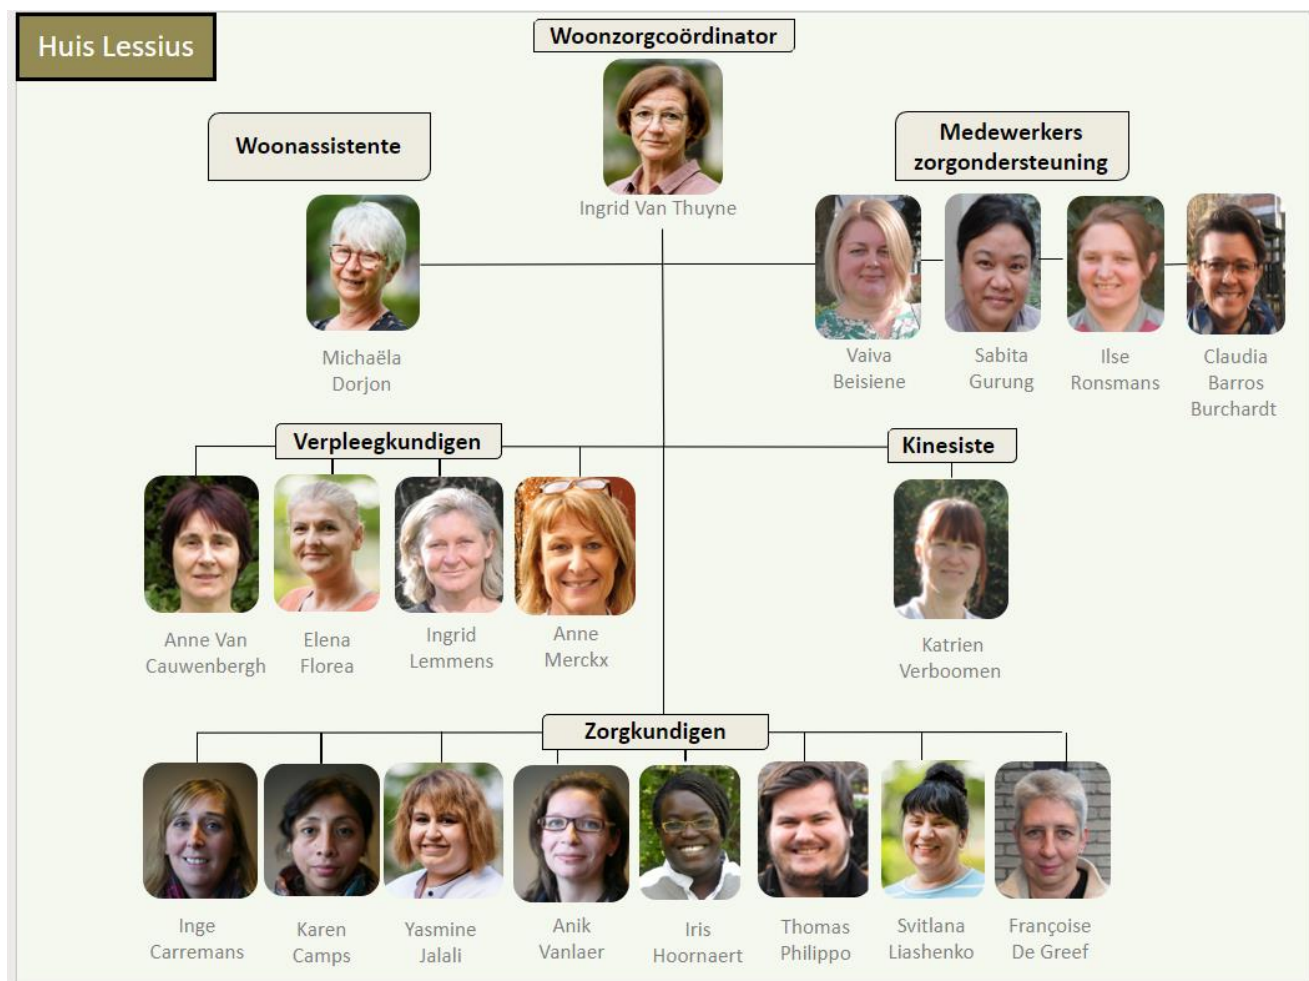 Huis Lessius
Woonzorgcoördinator
Ingrid Van Thuyne
Woonassistente
Michaëla
Dorjon
Medewerkers
zorgondersteuning
Vaiva
Beisiene
Sabita
Gurung
Ilse
Ronsmans
Claudia
Barros
Burchardt
Verpleegkundigen
Anne Van
Cauwenbergh
Elena
Florea
Ingrid
Lemmens
Anne
Merckx
Kinesiste
Katrien
Verboomen
Zorgkundigen
Inge
Carremans
Karen
Camps
Yasmine
Jalali
Anik
Vanlaer
Iris
Hoornaert
Thomas
Philippo
Svitlana
Liashenko
Françoise
De Greef